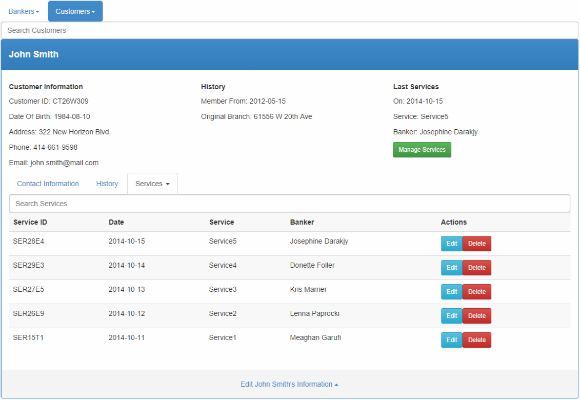 Bankers Customers
Search Customers
John Smith
Customer Information History Last Services
Customer ID: CT26W309 Member From: 2012-05-15 On: 2014-10-15
Date Of Birth: 1984-08-10 Original Branch: 61556 W 20th Ave Service: Service5
Address: 322 New Horizon Blvd Banker: Josephine Darakjy
Phone: 414-661-9598 Manage Services
Email: john.smith@mail.com
Contact Information History Services
Search Services
Service ID Date Service Banker Actions
SER26E4 2014-10-15 Service5 Josephine Darakjy Edit Delete
SER29E3 2014-10-14 Service4 Donette Foller Edit Delete
SER27E5 2014-10-13 Service3 Kris Marrier Edit Delete
SER26E9 2014-10-12 Service2 Lenna Paprocki Edit Delete
SER15T1 2014-10-11 Service1 Meaghan Garufi Edit Delete
Edit John Smith's Information